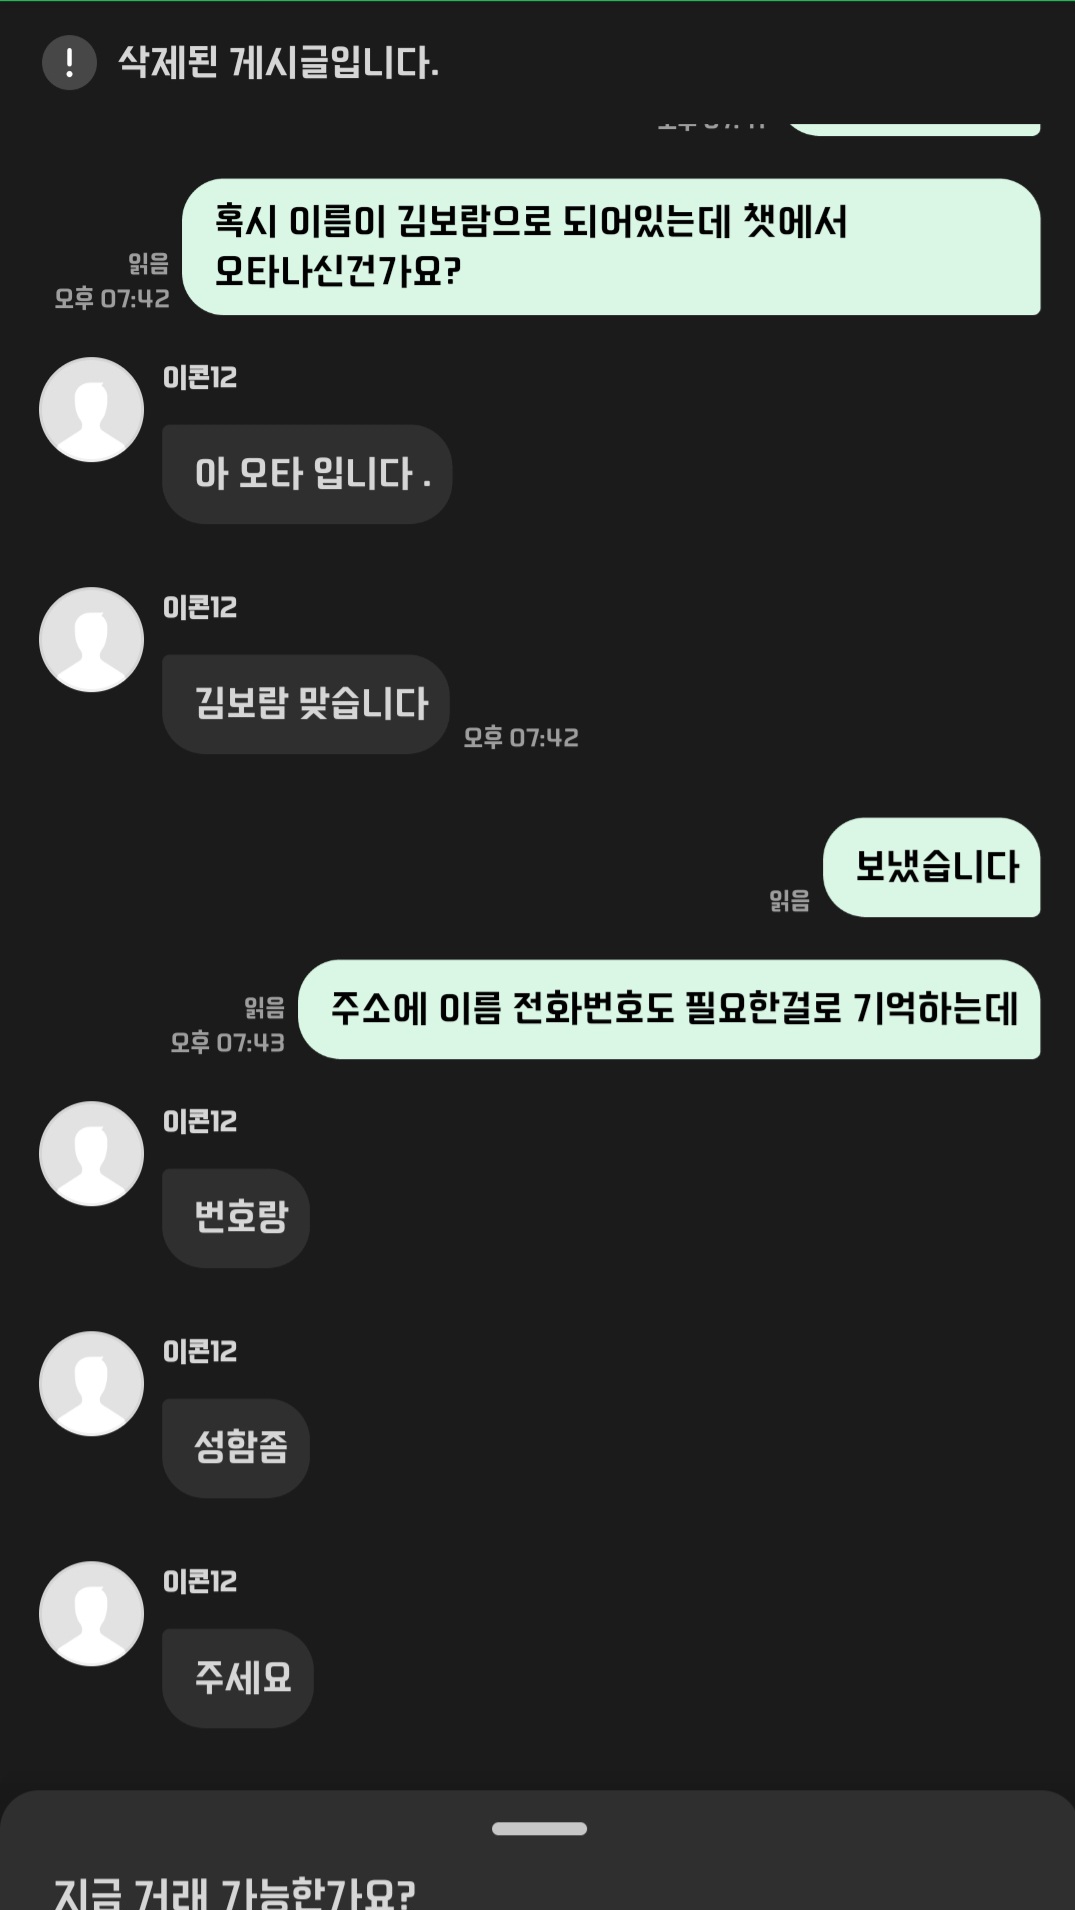 삭제된 게시글입니다.
혹시 이름이 김보람으로 되어있는데 챗에서
오타나신건가요?
읽음
오후 07:42
이콘12
아 오타 입니다 .
이콘12
김보람 맞습니다
오후 07:42
보냈습니다
읽음
주소에 이름 전화번호도 필요한걸로 기억하는데
읽음
오후 07:43
이콘12
번호랑
이콘12
성함좀
이콘12
주세요
지금 거래 가능한가요?